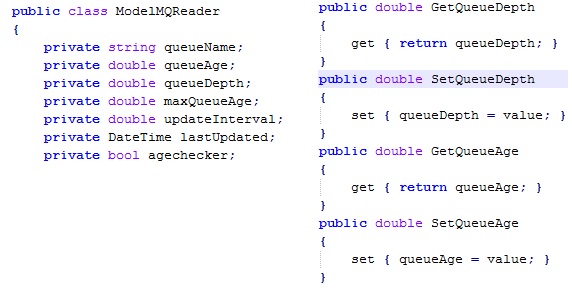 public class ModelMQReader
{
private string queueName;
private double queueAge;
private double queueDepth;
private double maxQueueAge;
private double updateInterval;
private DateTime lastUpdated;
private bool agechecker;
public double GetQueueDepth
{
get { return queueDepth; }
}
public double SetQueueDepth
{
set { queueDepth = value; }
}
public double GetQueueAge
{
get { return queueAge; }
}
public double SetQueueAge
{
set { queueAge = value; }
}